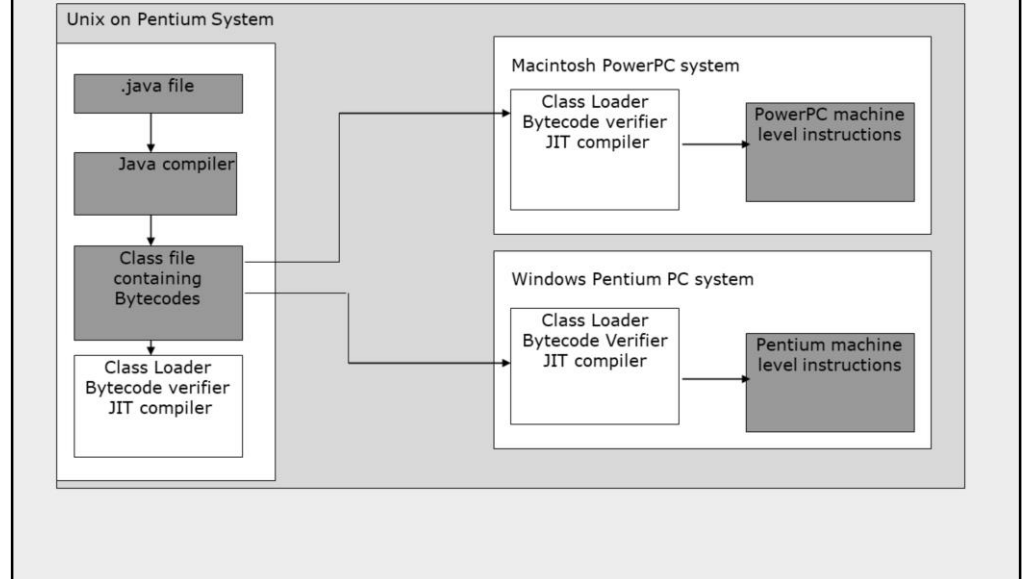 Unix on Pentium System
.java file
Java compiler
Class file
containing
Bytecodes
Class Loader
Bytecode verifier
JIT compiler
Macintosh PowerPC system
Class Loader
Bytecode verifier
JIT compiler
PowerPC machine
level instructions
Windows Pentium PC system
Class Loader
Bytecode Verifier
JIT compiler
Pentium machine
level instructions